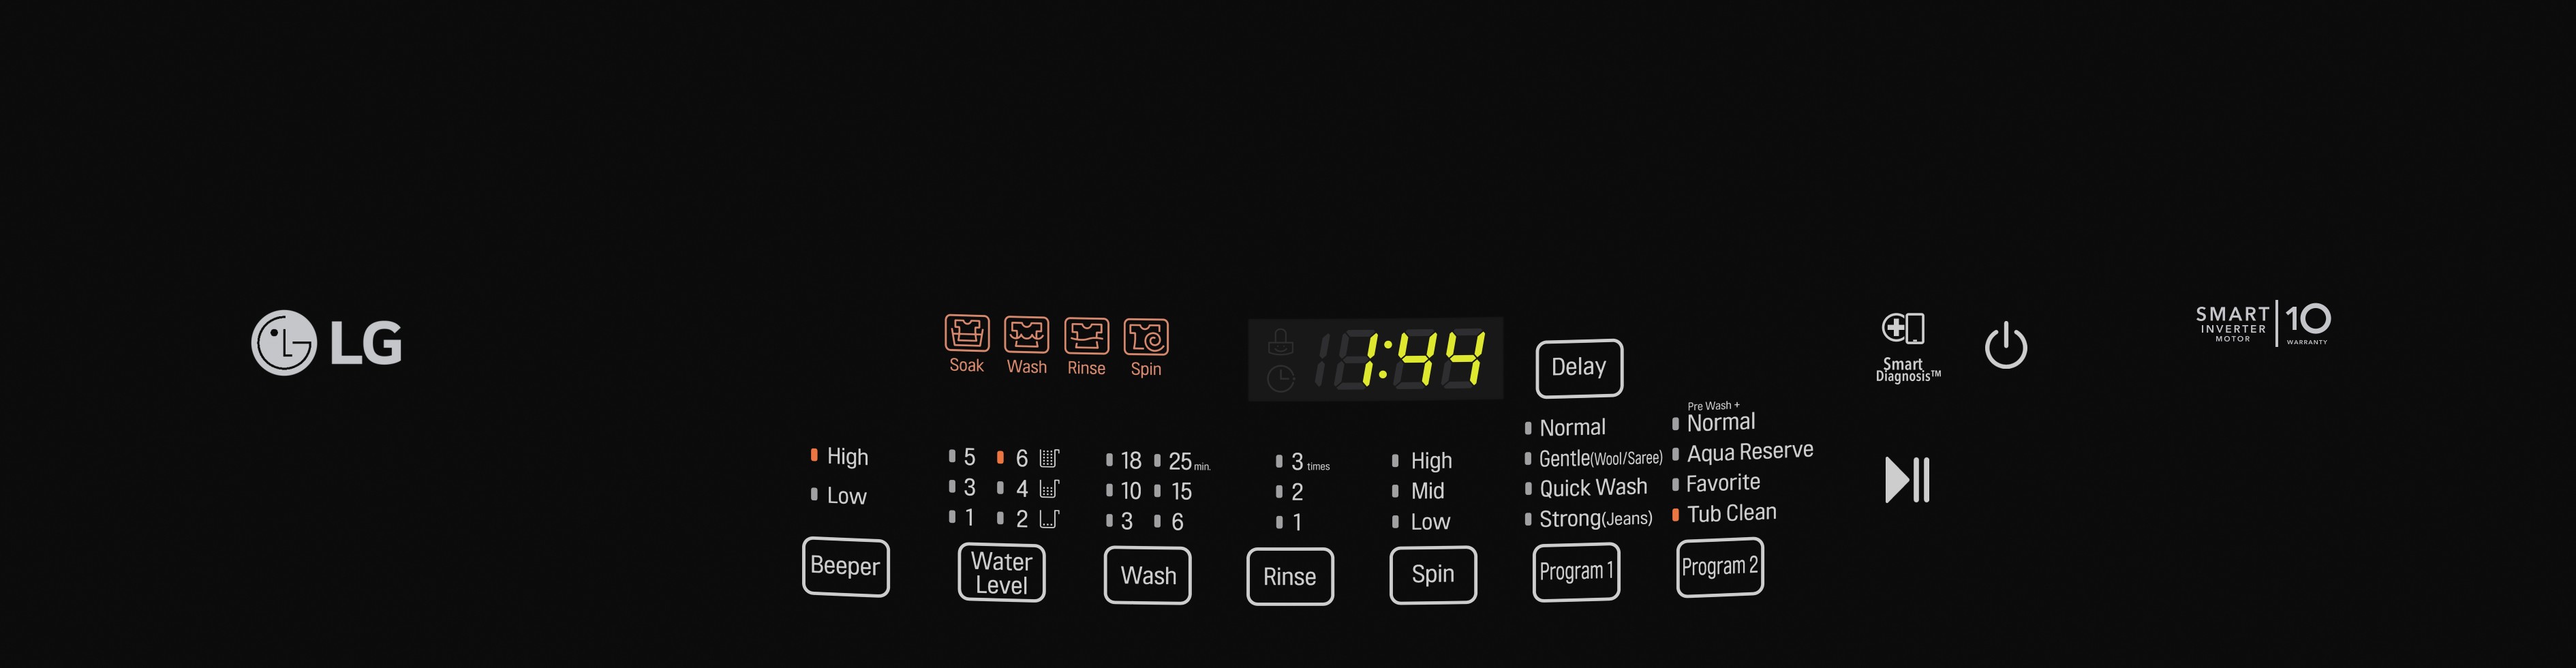 LG
Soak Wash Rinse Spin
1:44
Delay
Smart
Diagnosis™
SMART
INVERTER
MOTOR
10
WARRANTY
High
Low
Beeper
5 6
3 4
1 2
Water
Level
18 25 min.
10 15
3 6
Wash
3 times
2
1
Rinse
High
Mid
Low
Spin
Normal
Gentle(Wool/Saree)
Quick Wash
Strong(Jeans)
Program 1
Pre Wash +
Normal
Aqua Reserve
Favorite
Tub Clean
Program 2